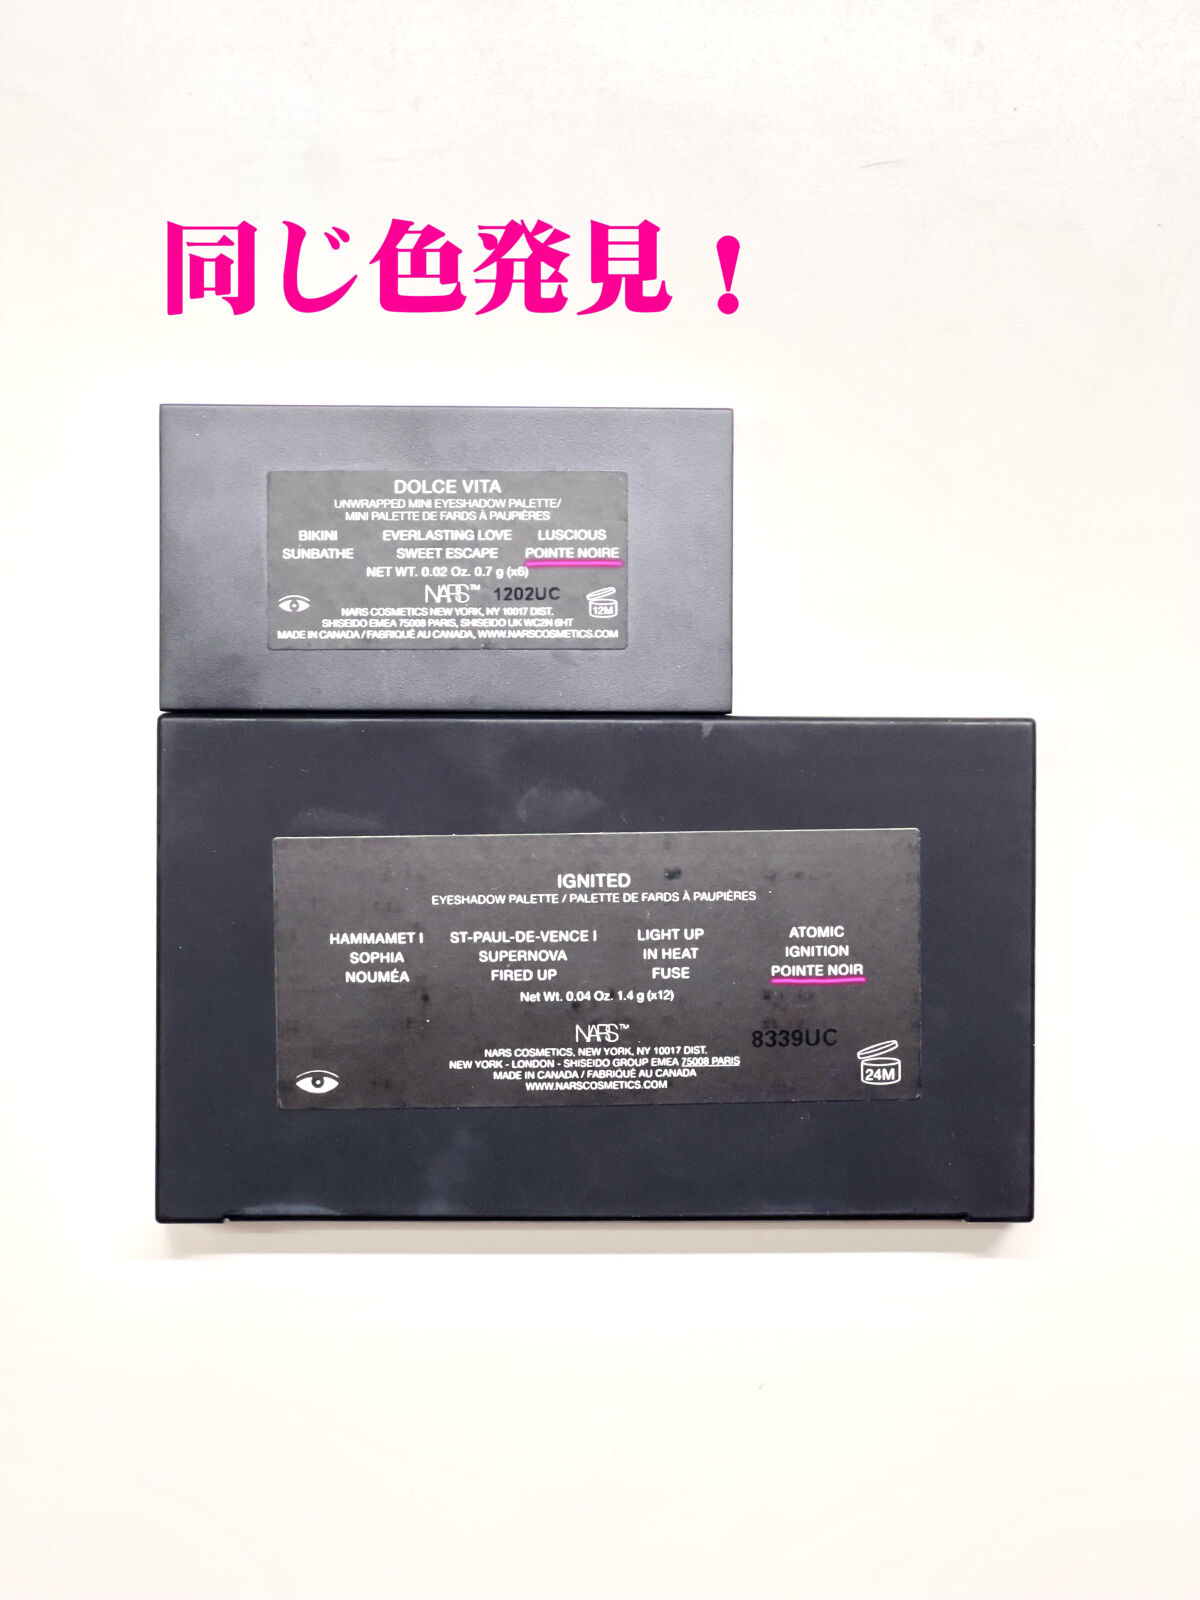 同じ色発見！
DOLCE VITA
UNWRAPPED MINI EYESHADOW PALETTE/
MINI PALETTE DE FARDS À PAUPIÈRES
BIKINI EVERLASTING LOVE LUSCIOUS
SUNBATHE SWEET ESCAPE POINTE NOIRE
NET WT. 0.02 Oz. 0.7 g (x6)
NARS™ 1202UC
12M
NARS COSMETICS NEW YORK, NY 10017 DIST.
SHISEIDO EMEA 75008 PARIS, SHISEIDO UK WC2N 6HT
MADE IN CANADA / FABRIQUÉ AU CANADA, WWW.NARSCOSMETICS.COM
IGNITED
EYESHADOW PALETTE / PALETTE DE FARDS À PAUPIÈRES
HAMMAMET I ST-PAUL-DE-VENCE I LIGHT UP ATOMIC
SOPHIA SUPERNOVA IN HEAT IGNITION
NOUMÉA FIRED UP FUSE POINTE NOIR
Net Wt. 0.04 Oz. 1.4 g (x12)
NARS™ 8339UC
NARS COSMETICS, NEW YORK, NY 10017 DIST.
NEW YORK - LONDON - SHISEIDO GROUP EMEA 75008 PARIS
MADE IN CANADA / FABRIQUÉ AU CANADA
WWW.NARSCOSMETICS.COM
24M